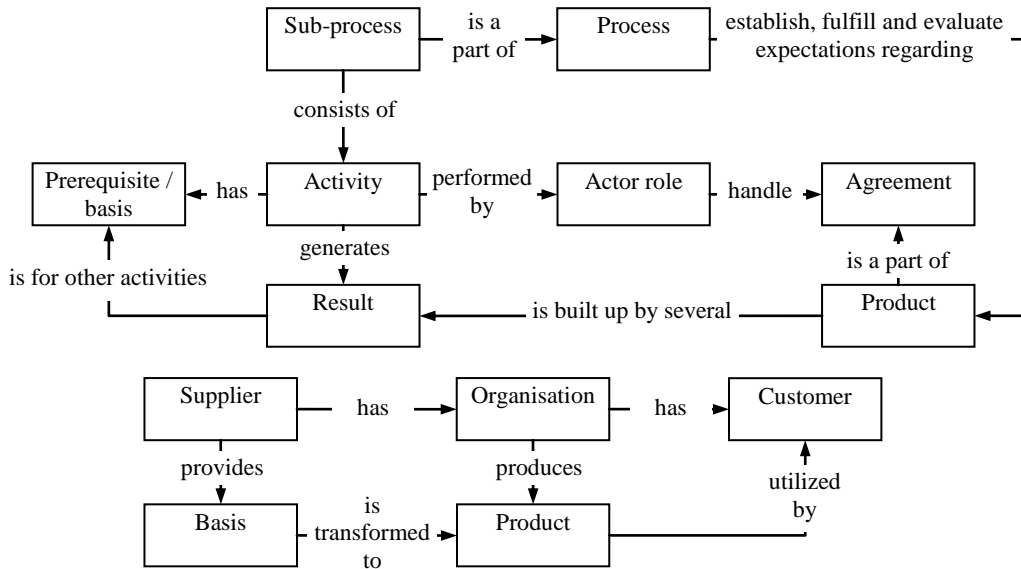 Sub-process
is a
part of
Process
establish, fulfill and evaluate
expectations regarding
consists of
Prerequisite /
basis
has
Activity
performed
by
Actor role
handle
Agreement
generates
is a part of
is for other activities
Result
is built up by several
Product
Supplier
has
Organisation
has
Customer
provides
produces
utilized
by
Basis
is
transformed
to
Product